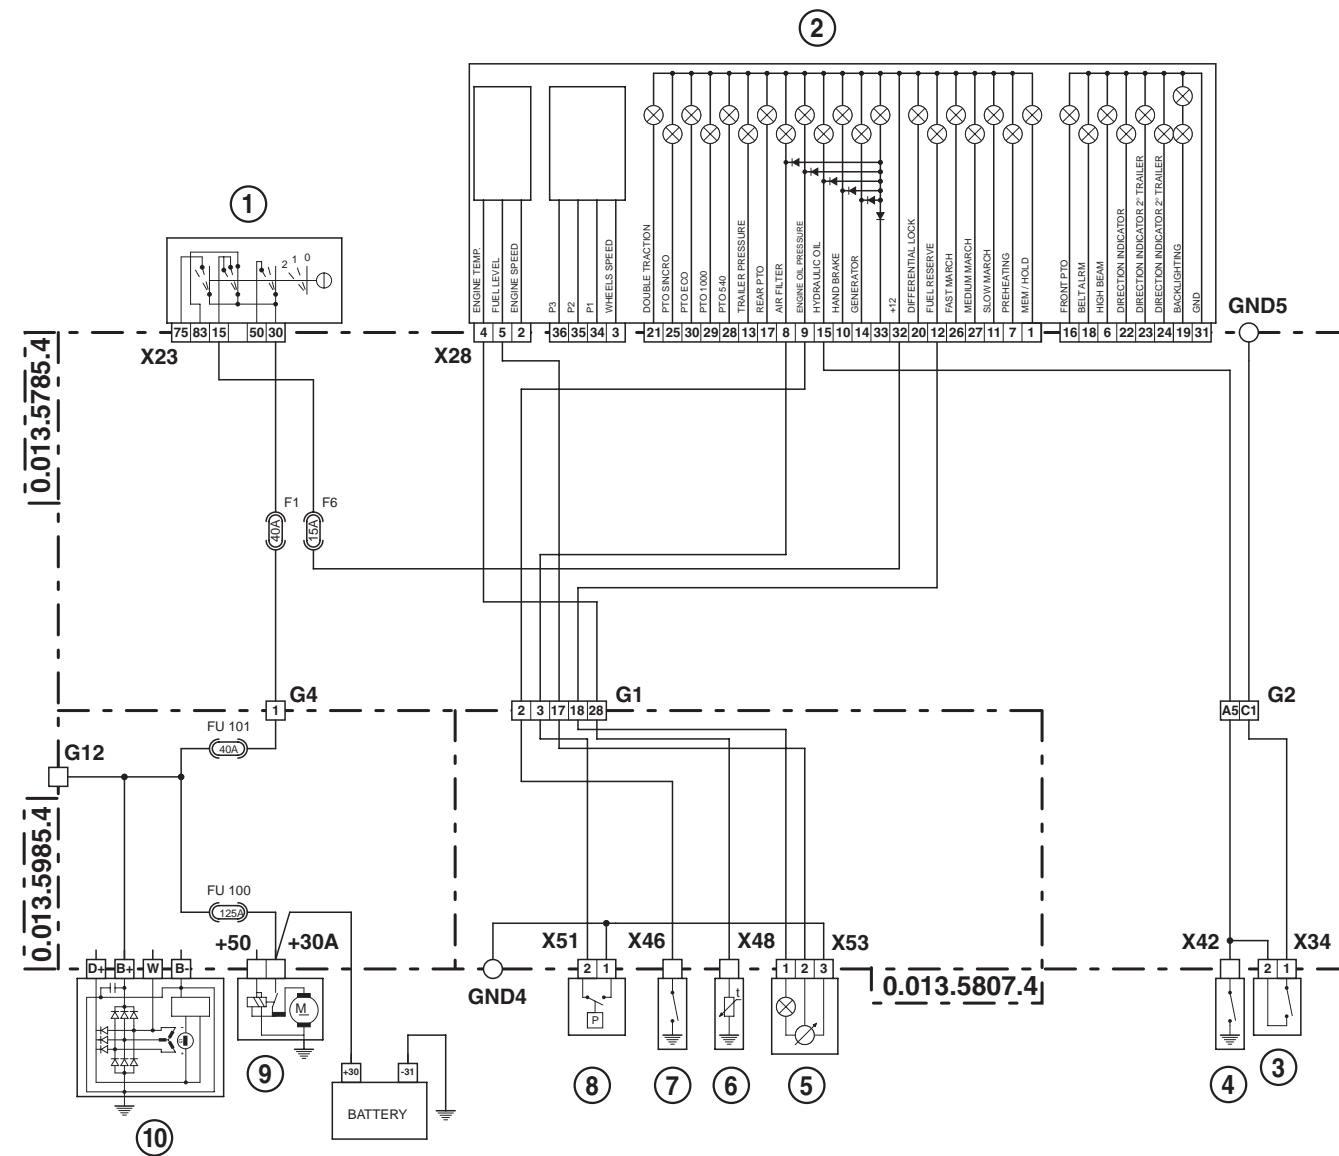 2
1
2 1 0
ENGINE TEMP.
FUEL LEVEL
ENGINE SPEED
P3
P2
P1
WHEELS SPEED
DOUBLE TRACTION
PTO SINCRO
PTO ECO
PTO 1000
PTO 540
TRAILER PRESSURE
REAR PTO
AIR FILTER
ENGINE OIL PRESSURE
HYDRAULIC OIL
HAND BRAKE
GENERATOR
+12
DIFFERENTIAL LOCK
FUEL RESERVE
FAST MARCH
MEDIUM MARCH
SLOW MARCH
PREHEATING
MEM / HOLD
FRONT PTO
BELT ALRM
HIGH BEAM
DIRECTION INDICATOR
DIRECTION INDICATOR 2° TRAILER
DIRECTION INDICATOR 2° TRAILER
BACKLIGHTING
GND
GND5
75 83 15 50 30
4 5 2
36 35 34 3
21 25 30 29 28 13 17 8 9 15 10 14 33 32 20 12 26 27 11 7 1
16 18 6 22 23 24 19 31
X23
X28
0.013.5785.4
F1
F6
40A
15A
G4
1
G1
2 3 17 18 28
G2
A5 C1
FU 101
40A
G12
0.013.5985.4
FU 100
125A
+50
+30A
X51
X46
X48
X53
X42
X34
D+ B+ W B-
2 1
1 2 3
2 1
GND4
0.013.5807.4
M
P
t
G
9
8
7
6
5
4
3
+30
-31
BATTERY
10